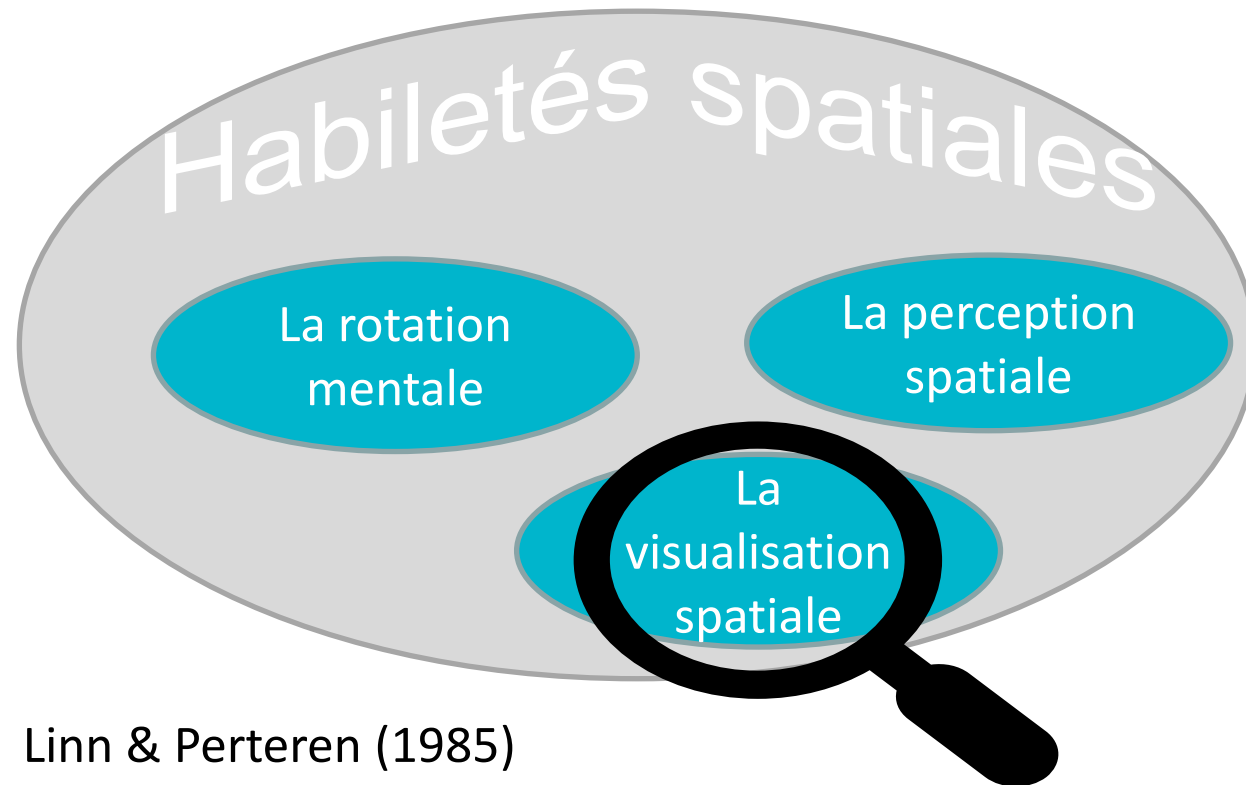 Habiletés spatiales
La rotation
mentale
La perception
spatiale
La
visualisation
spatiale
Linn & Perteren (1985)